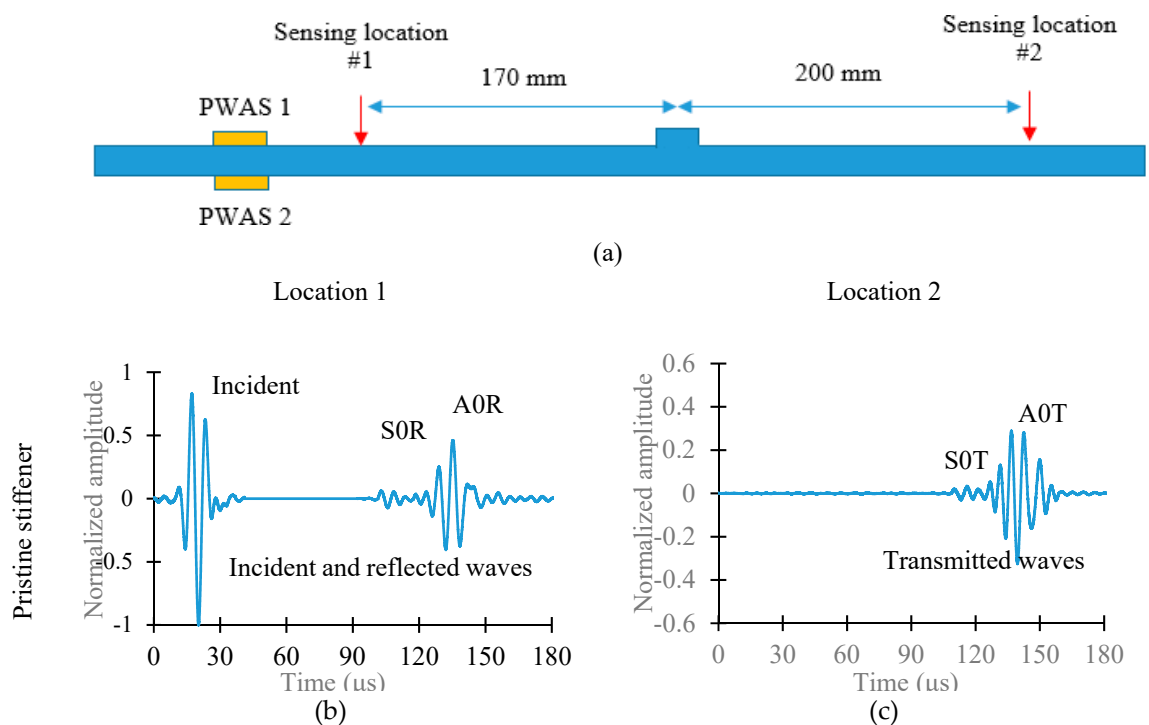 Sensing location
#1
Sensing location
#2
170 mm
200 mm
PWAS 1
PWAS 2
(a)
Location 1
Location 2
Pristine stiffener
Normalized amplitude
1
0.5
0
-0.5
-1
Incident
S0R
A0R
Incident and reflected waves
0 30 60 90 120 150 180
Time (µs)
(b)
Normalized amplitude
0.6
0.4
0.2
0
-0.2
-0.4
-0.6
S0T
A0T
Transmitted waves
0 30 60 90 120 150 180
Time (µs)
(c)